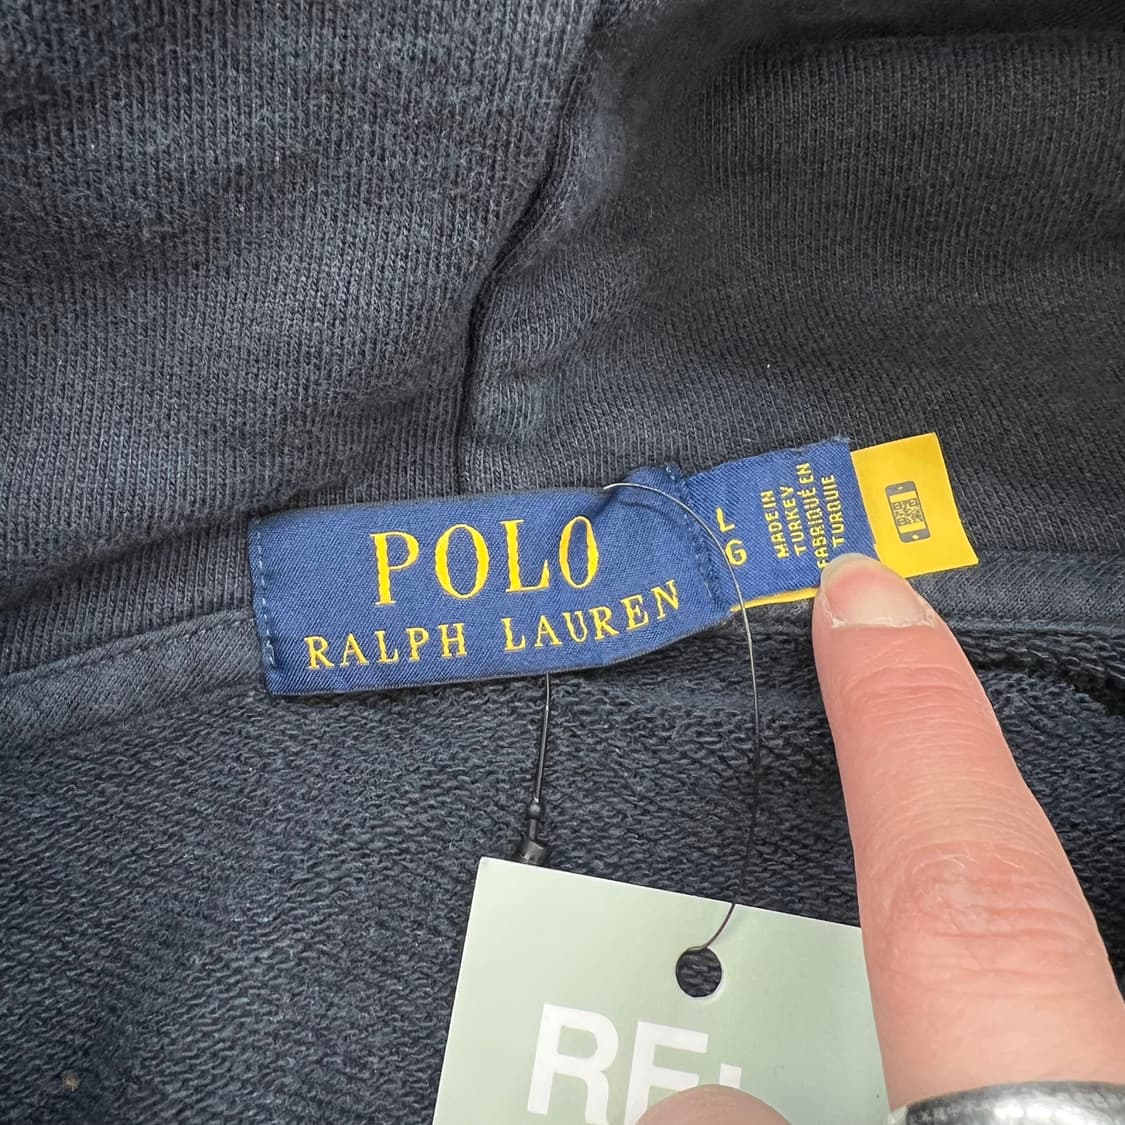 POLO
RALPH LAUREN
L
G
MADE IN
TURKEY
FABRIQUÉ EN
TURQUIE
RE: